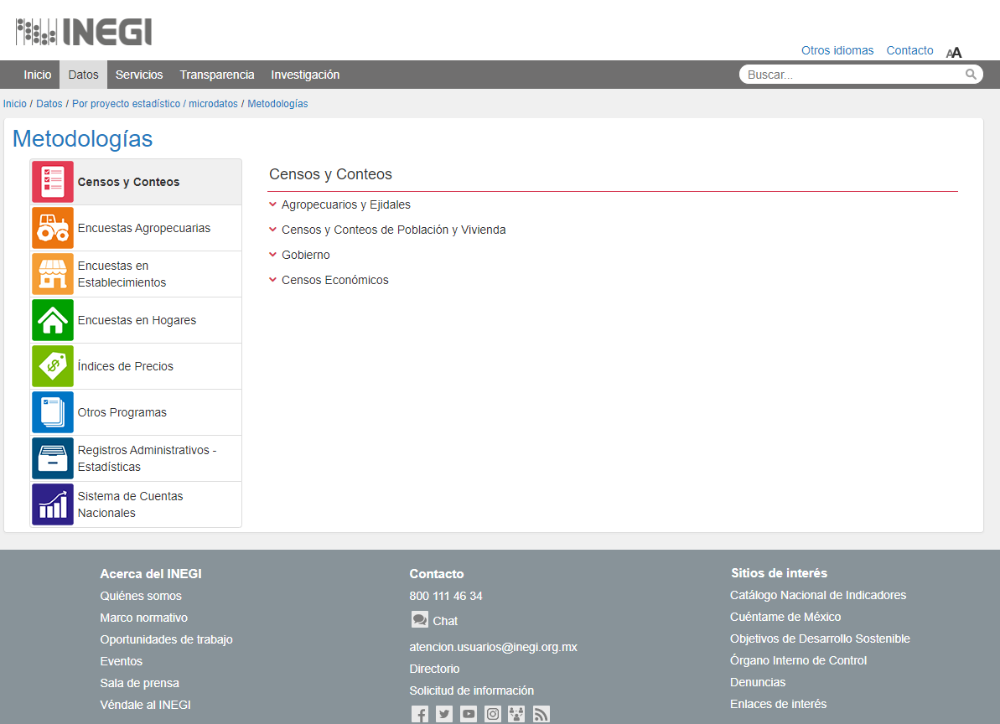 INEGI
Otros idiomas Contacto AA
Inicio Datos Servicios Transparencia Investigación Buscar...
Inicio / Datos / Por proyecto estadístico / microdatos / Metodologías
Metodologías
Censos y Conteos
Encuestas Agropecuarias
Encuestas en
Establecimientos
Encuestas en Hogares
Índices de Precios
Otros Programas
Registros Administrativos -
Estadísticas
Sistema de Cuentas
Nacionales
Censos y Conteos
Agropecuarios y Ejidales
Censos y Conteos de Población y Vivienda
Gobierno
Censos Económicos
Acerca del INEGI
Quiénes somos
Marco normativo
Oportunidades de trabajo
Eventos
Sala de prensa
Véndale al INEGI
Contacto
800 111 46 34
Chat
atencion.usuarios@inegi.org.mx
Directorio
Solicitud de información
Sitios de interés
Catálogo Nacional de Indicadores
Cuéntame de México
Objetivos de Desarrollo Sostenible
Órgano Interno de Control
Denuncias
Enlaces de interés